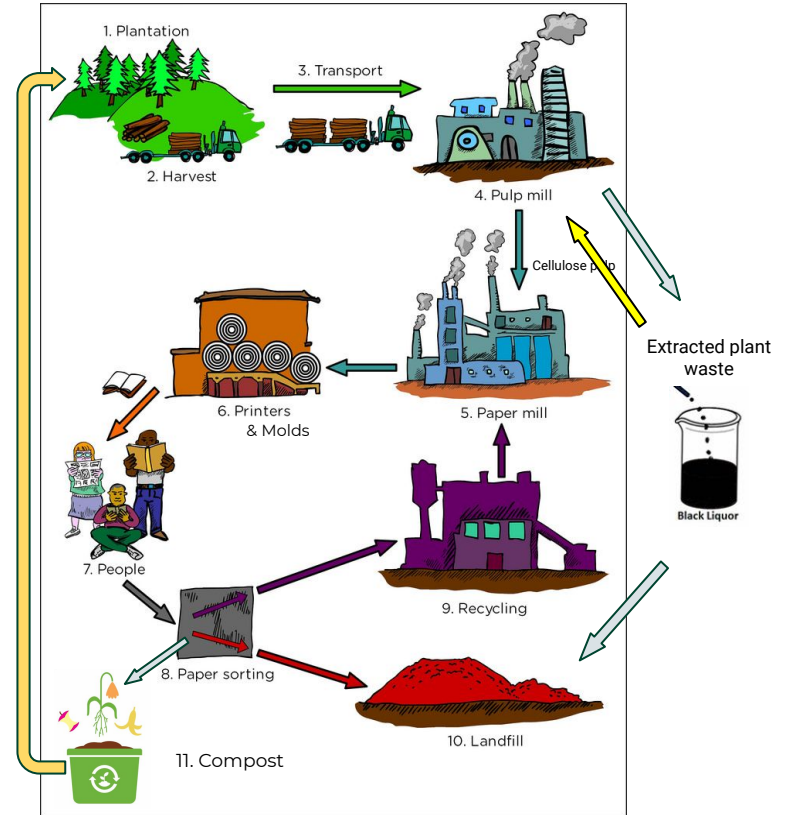 1. Plantation
3. Transport
2. Harvest
4. Pulp mill
Cellulose pulp
Extracted plant
waste
6. Printers
& Molds
5. Paper mill
Black Liquor
7. People
9. Recycling
8. Paper sorting
10. Landfill
11. Compost